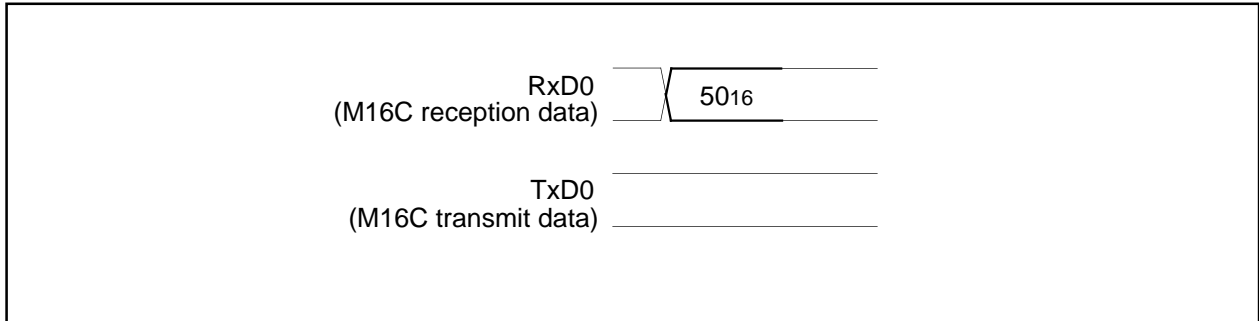 RxD0
(M16C reception data)
5016
TxD0
(M16C transmit data)